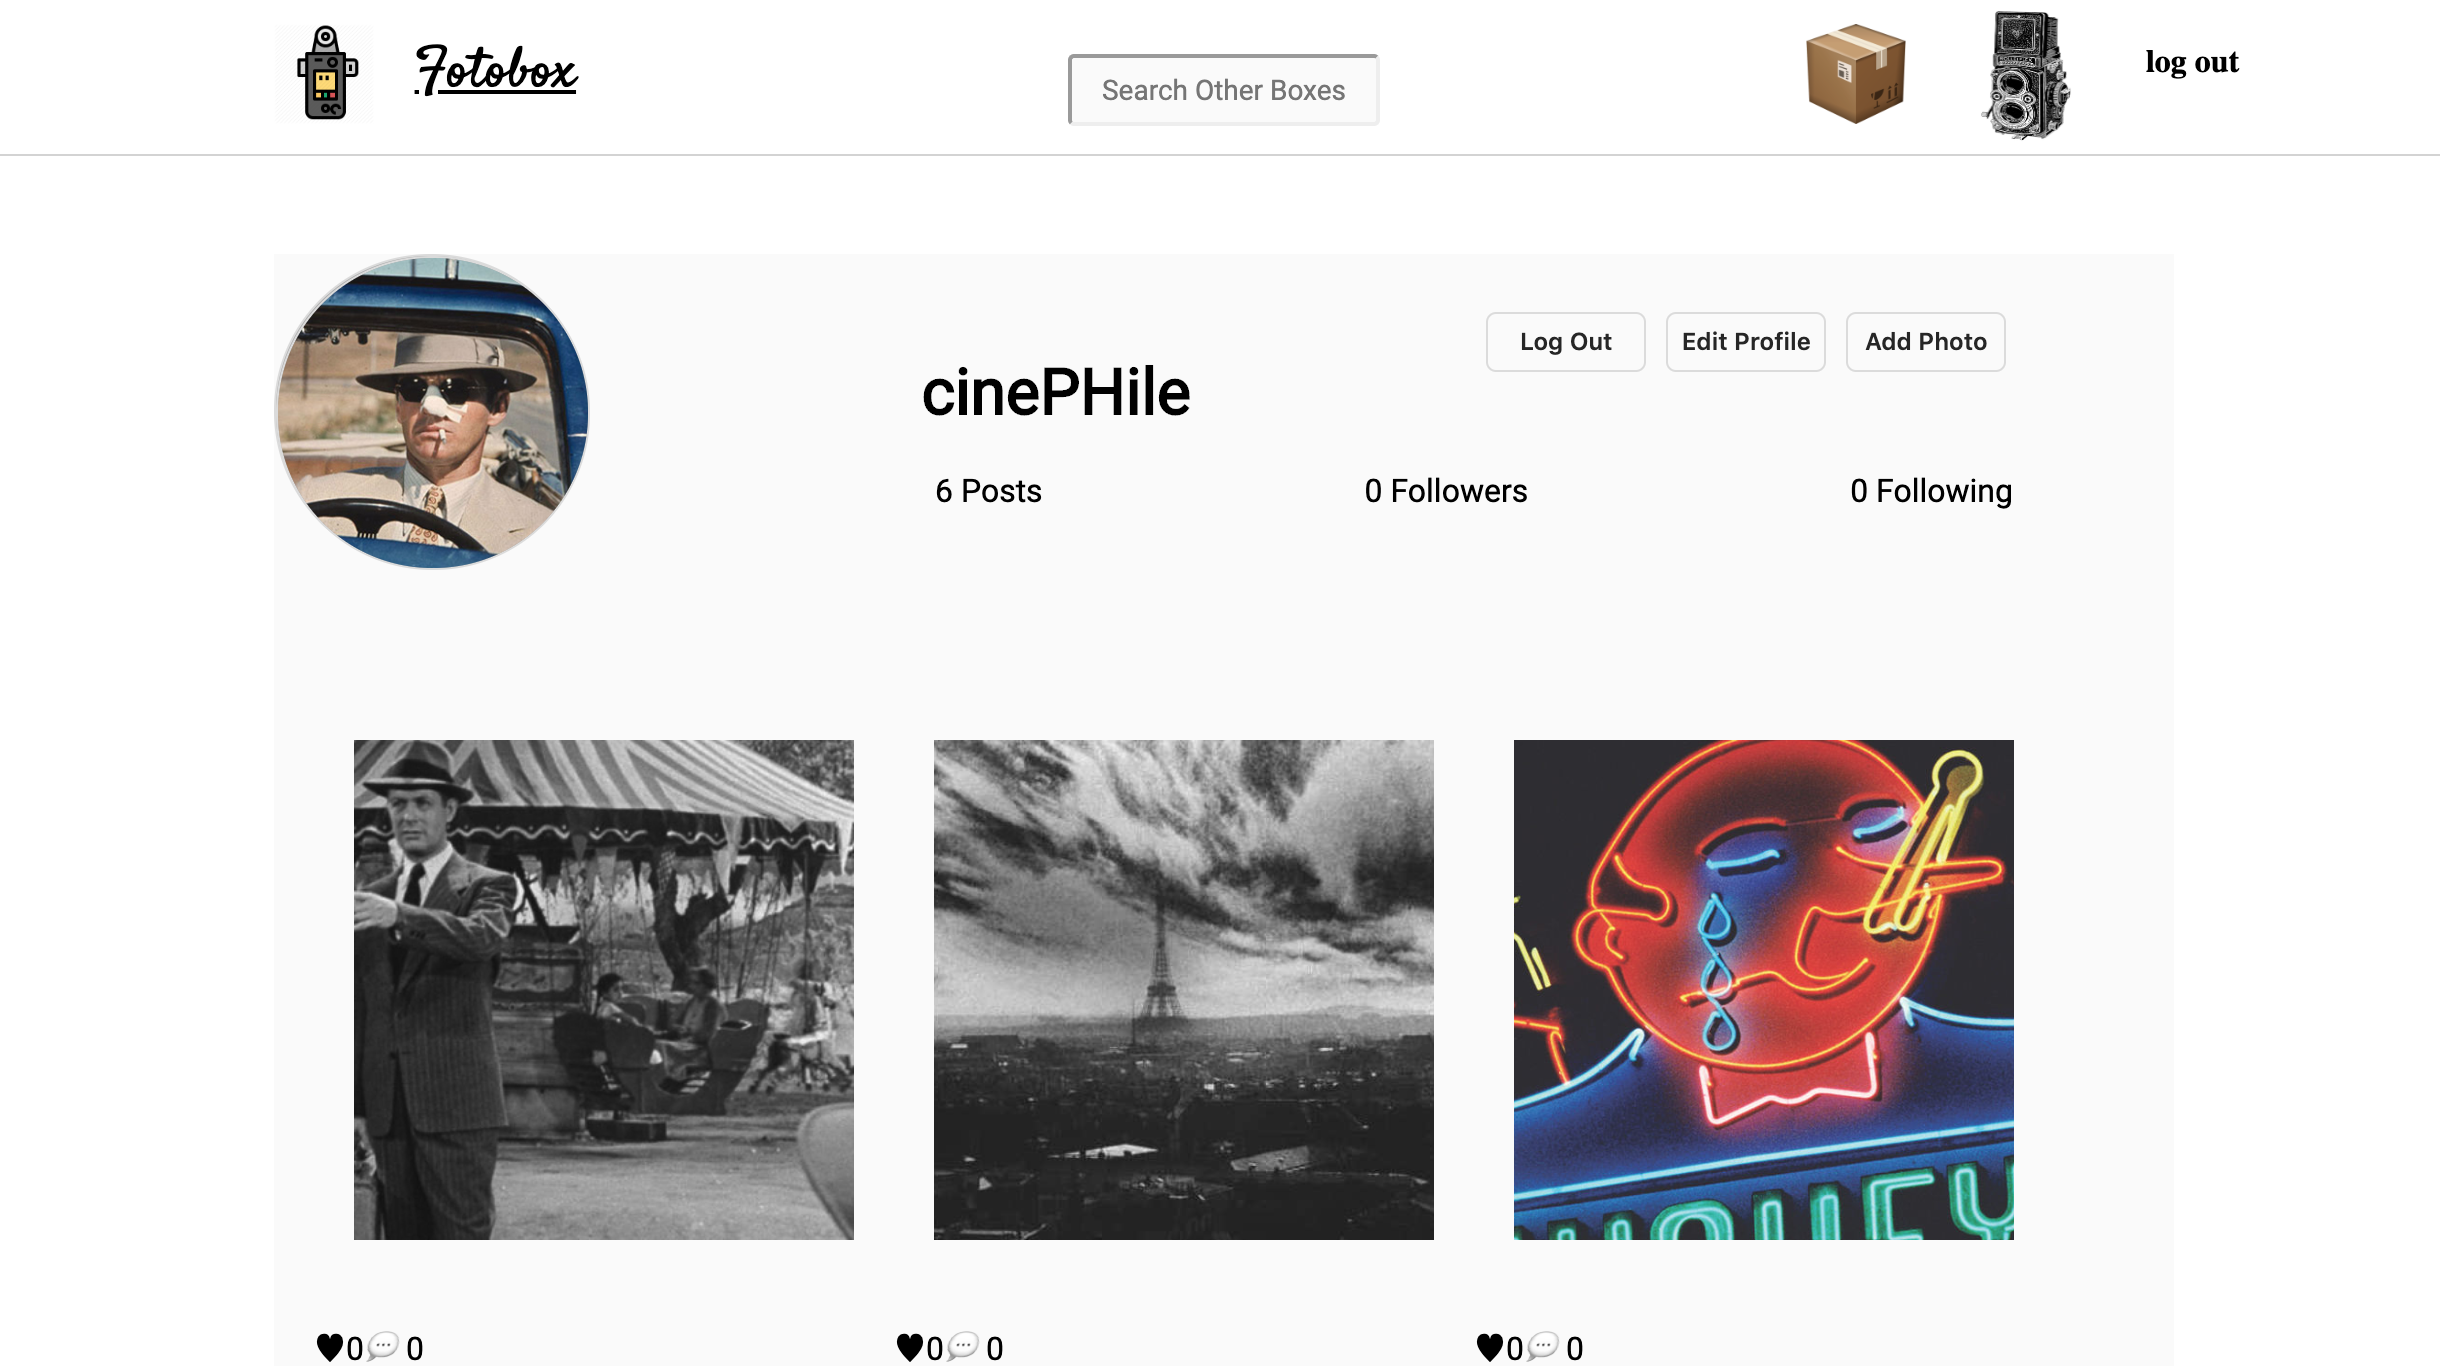 Fotobox
Search Other Boxes
log out
Log Out
Edit Profile
Add Photo
cinePHile
6 Posts
0 Followers
0 Following
♥0💬 0
♥0💬 0
♥0💬 0